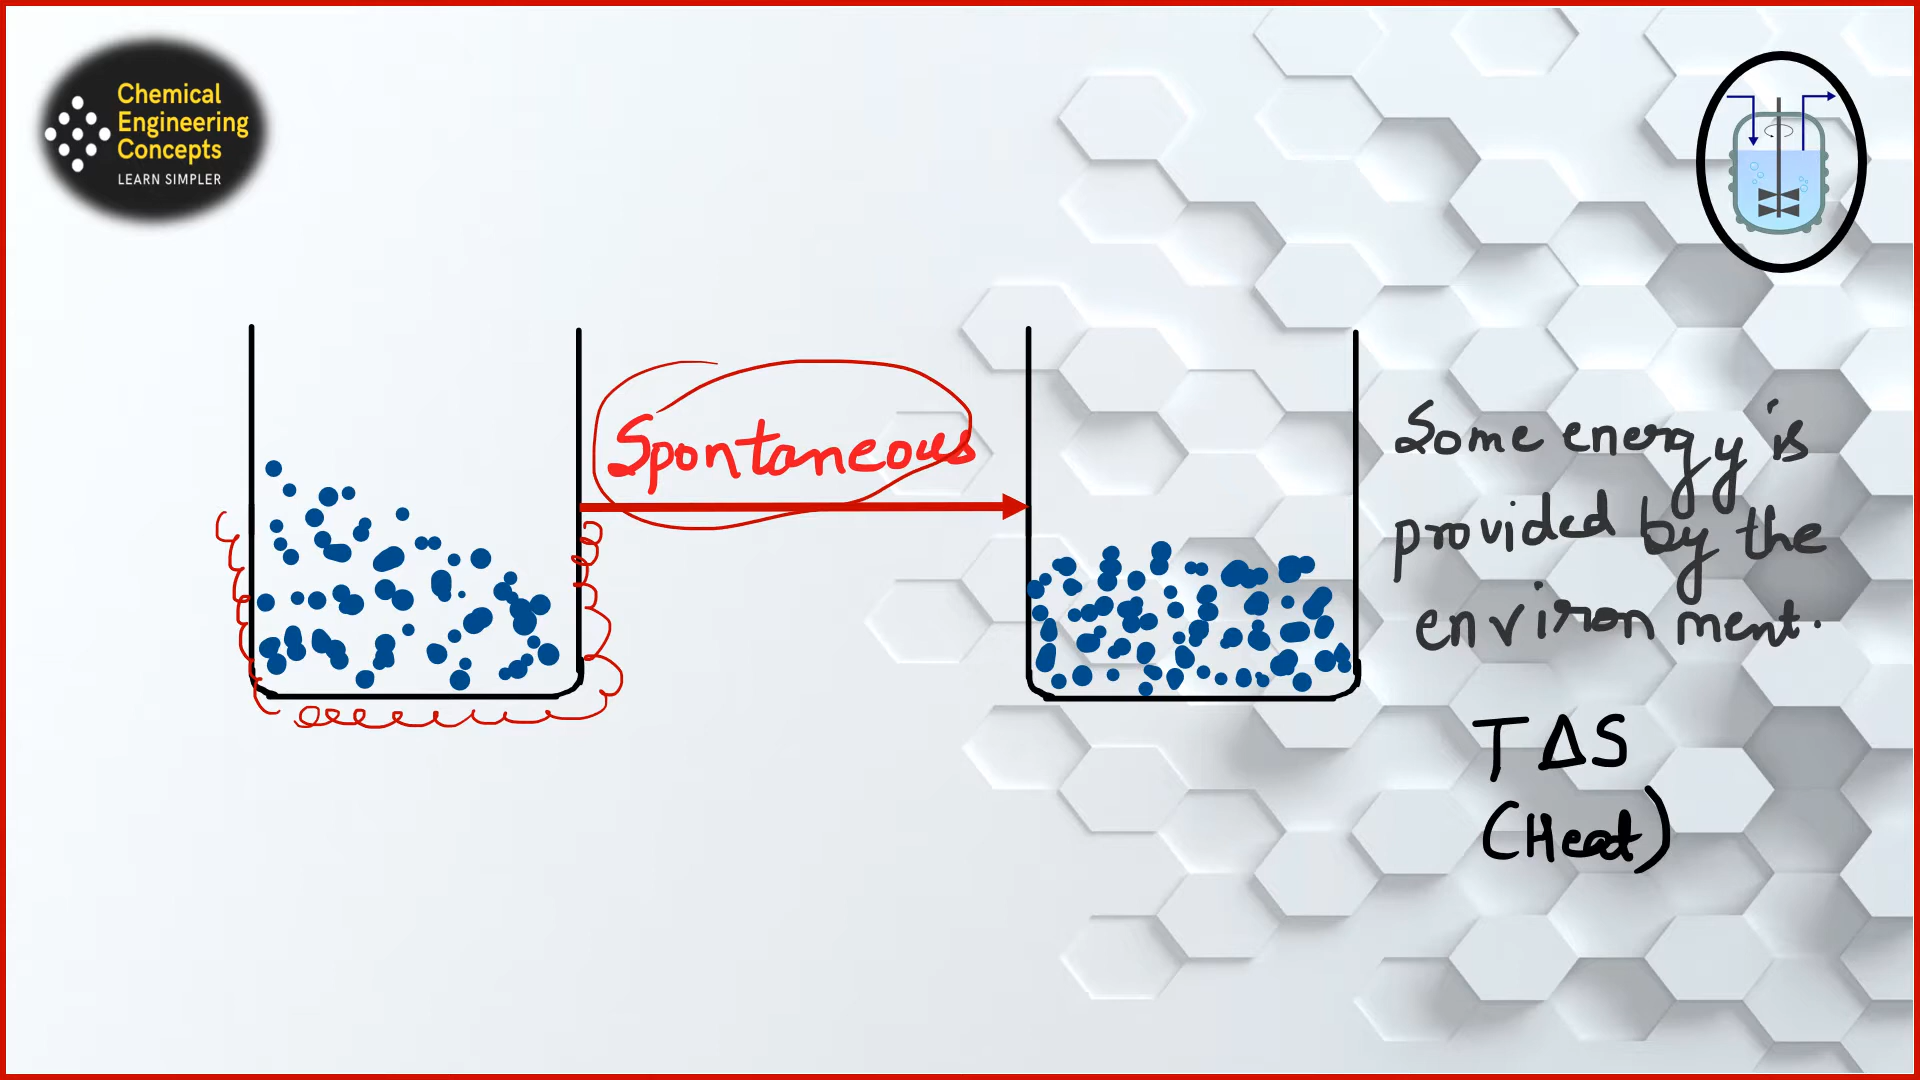 Chemical
Engineering
Concepts
LEARN SIMPLER
Spontaneous
Some energy is
provided by the
environment.
TΔS
(Heat)